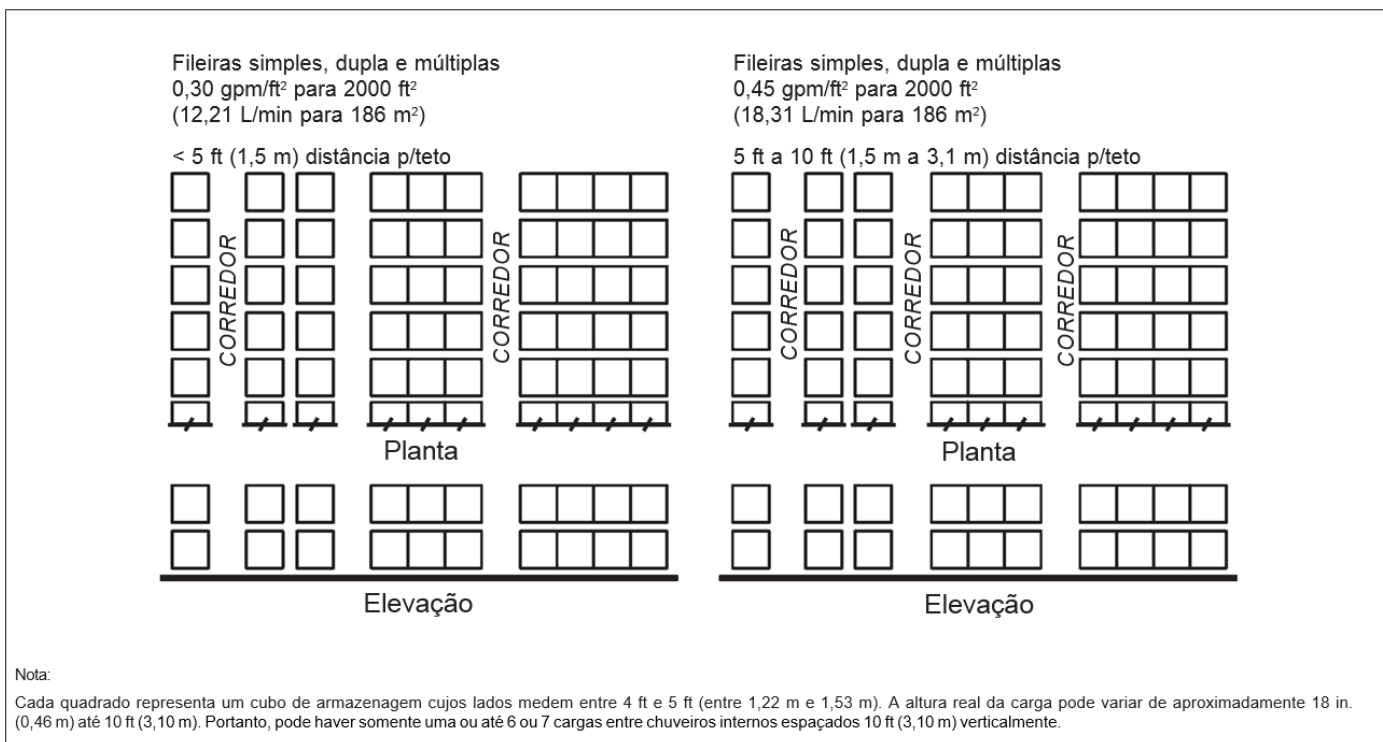 Fileiras simples, dupla e múltiplas
0,30 gpm/ft² para 2000 ft²
(12,21 L/min para 186 m²)
< 5 ft (1,5 m) distância p/teto
CORREDOR
CORREDOR
Planta
Elevação
Fileiras simples, dupla e múltiplas
0,45 gpm/ft² para 2000 ft²
(18,31 L/min para 186 m²)
5 ft a 10 ft (1,5 m a 3,1 m) distância p/teto
CORREDOR
CORREDOR
CORREDOR
Planta
Elevação
Nota:
Cada quadrado representa um cubo de armazenagem cujos lados medem entre 4 ft e 5 ft (entre 1,22 m e 1,53 m). A altura real da carga pode variar de aproximadamente 18 in.
(0,46 m) até 10 ft (3,10 m). Portanto, pode haver somente uma ou até 6 ou 7 cargas entre chuveiros internos espaçados 10 ft (3,10 m) verticalmente.